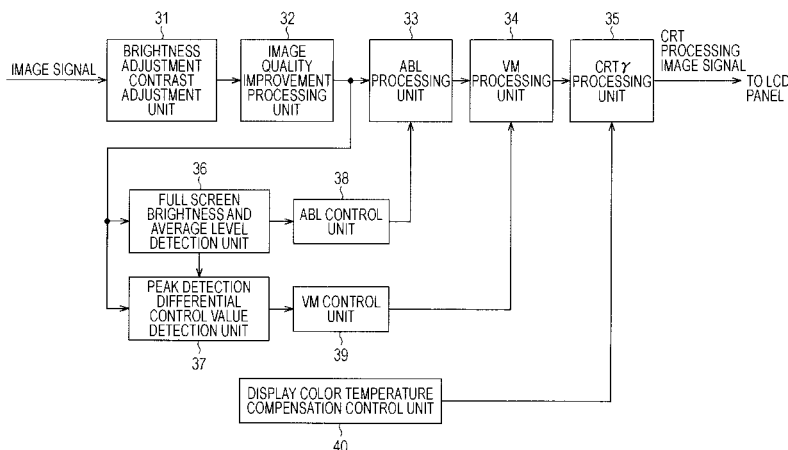 31
32
33
34
35
IMAGE SIGNAL
BRIGHTNESS
ADJUSTMENT
CONTRAST
ADJUSTMENT
UNIT
IMAGE
QUALITY
IMPROVEMENT
PROCESSING
UNIT
ABL
PROCESSING
UNIT
VM
PROCESSING
UNIT
CRT γ
PROCESSING
UNIT
CRT
PROCESSING
IMAGE SIGNAL
TO LCD
PANEL
36
FULL SCREEN
BRIGHTNESS AND
AVERAGE LEVEL
DETECTION UNIT
38
ABL CONTROL
UNIT
PEAK DETECTION
DIFFERENTIAL
CONTROL VALUE
DETECTION UNIT
37
VM CONTROL
UNIT
39
DISPLAY COLOR TEMPERATURE
COMPENSATION CONTROL UNIT
40